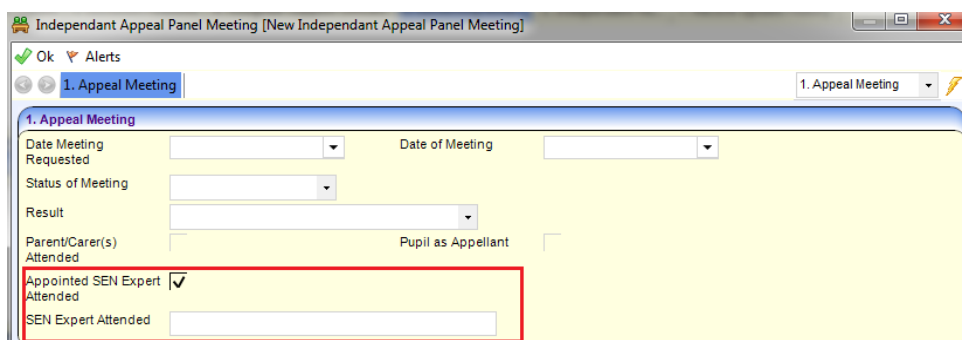 Independant Appeal Panel Meeting [New Independant Appeal Panel Meeting]
Ok Alerts
1. Appeal Meeting 1. Appeal Meeting
1. Appeal Meeting
Date Meeting Requested Date of Meeting
Status of Meeting
Result
Parent/Carer(s) Attended Pupil as Appellant
Appointed SEN Expert Attended
SEN Expert Attended